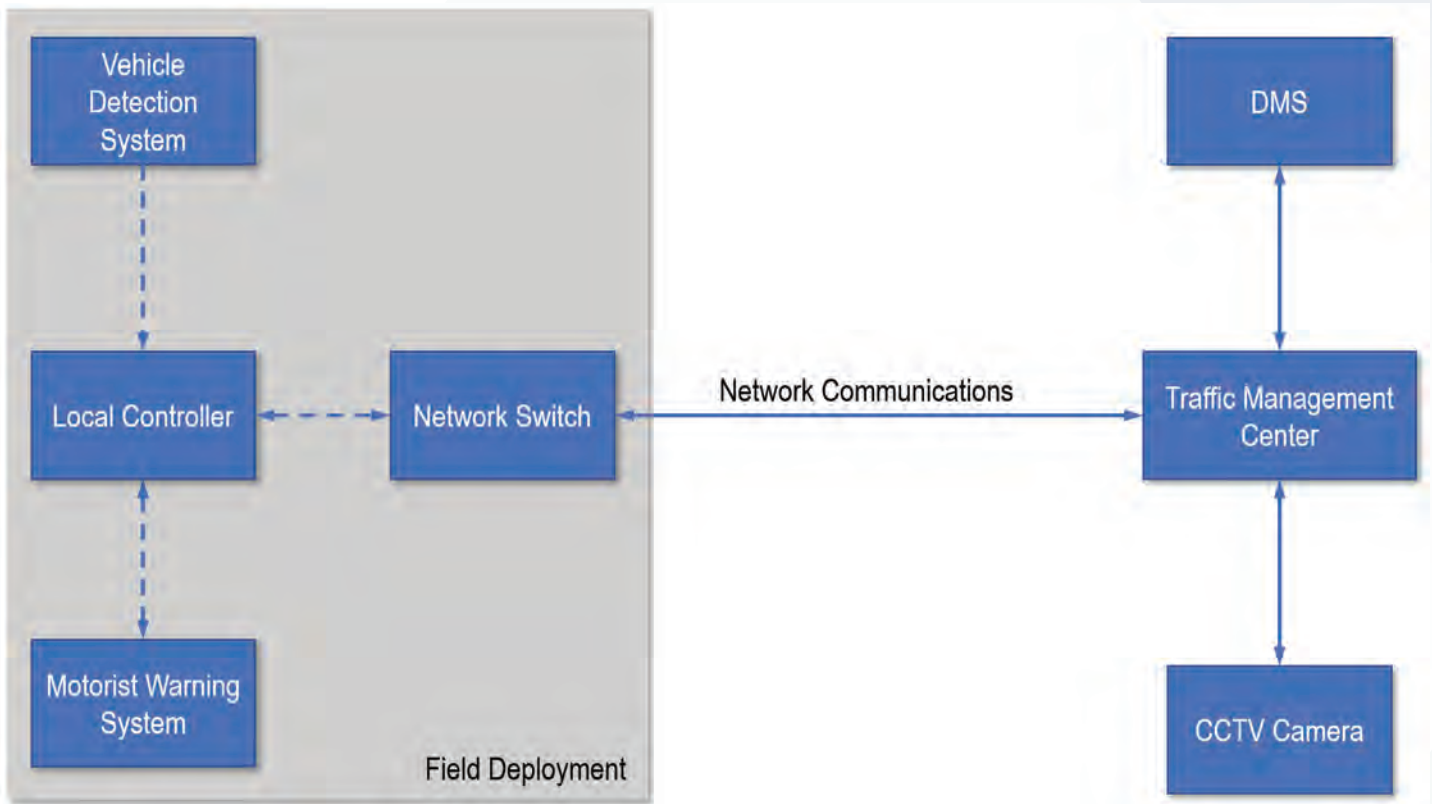 Vehicle
Detection
System
DMS
Local Controller
Network Switch
Network Communications
Traffic Management
Center
Motorist Warning
System
CCTV Camera
Field Deployment